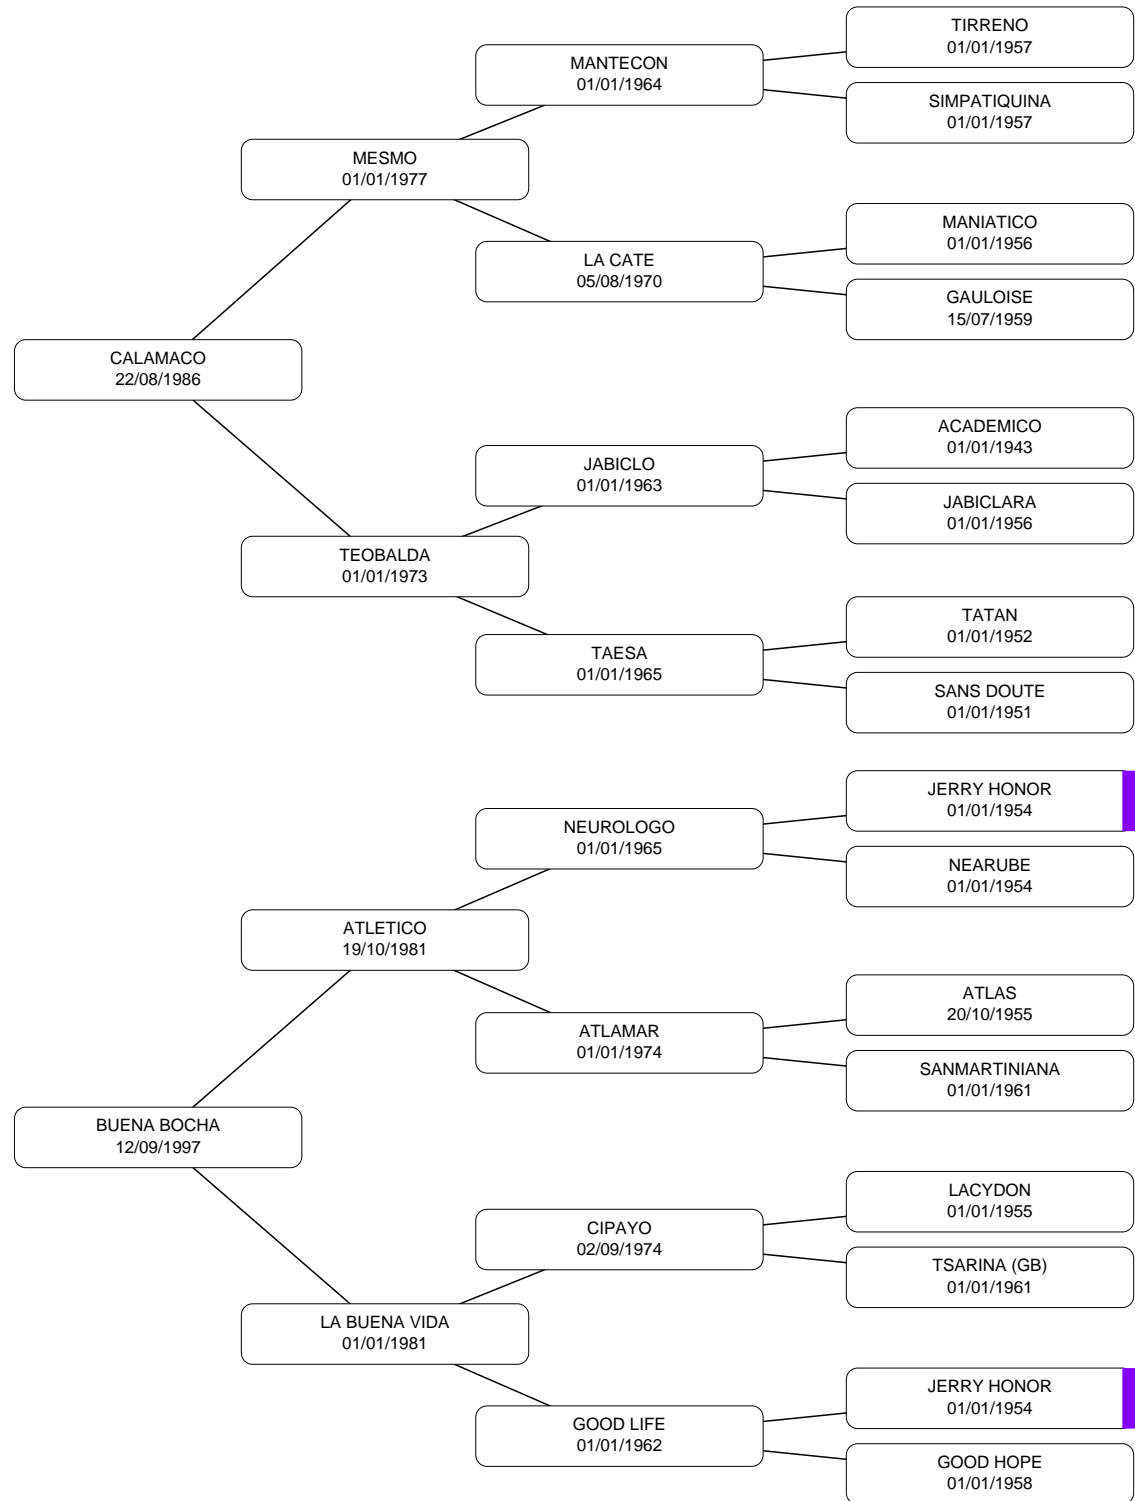 TIRRENO
01/01/1957
MANTECON
01/01/1964
SIMPATIQUINA
01/01/1957
MESMO
01/01/1977
MANIATICO
01/01/1956
LA CATE
05/08/1970
GAULOISE
15/07/1959
CALAMACO
22/08/1986
ACADEMICO
01/01/1943
JABICLO
01/01/1963
JABICLARA
01/01/1956
TEOBALDA
01/01/1973
TATAN
01/01/1952
TAESA
01/01/1965
SANS DOUTE
01/01/1951
JERRY HONOR
01/01/1954
NEUROLOGO
01/01/1965
NEARUBE
01/01/1954
ATLETICO
19/10/1981
ATLAS
20/10/1955
ATLAMAR
01/01/1974
SANMARTINIANA
01/01/1961
BUENA BOCHA
12/09/1997
LACYDON
01/01/1955
CIPAYO
02/09/1974
TSARINA (GB)
01/01/1961
LA BUENA VIDA
01/01/1981
JERRY HONOR
01/01/1954
GOOD LIFE
01/01/1962
GOOD HOPE
01/01/1958